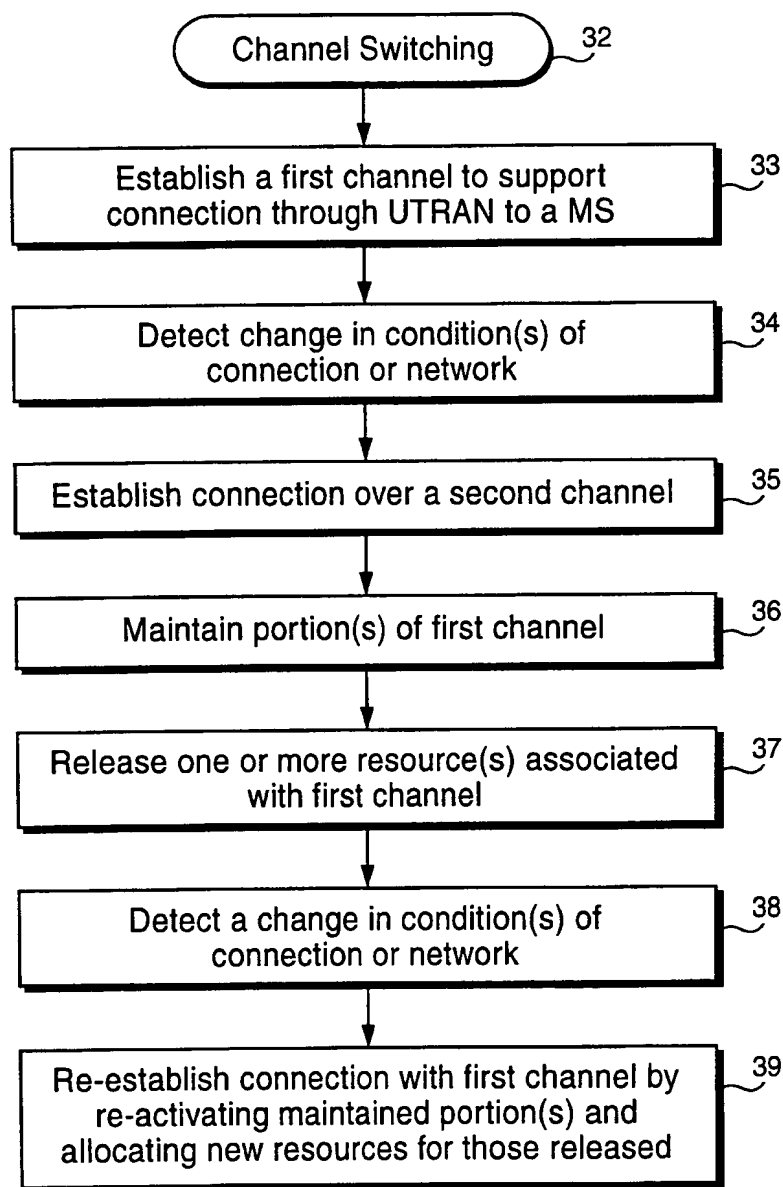 Channel Switching
32
Establish a first channel to support
connection through UTRAN to a MS
33
Detect change in condition(s) of
connection or network
34
Establish connection over a second channel
35
Maintain portion(s) of first channel
36
Release one or more resource(s) associated
with first channel
37
Detect a change in condition(s) of
connection or network
38
Re-establish connection with first channel by
re-activating maintained portion(s) and
allocating new resources for those released
39